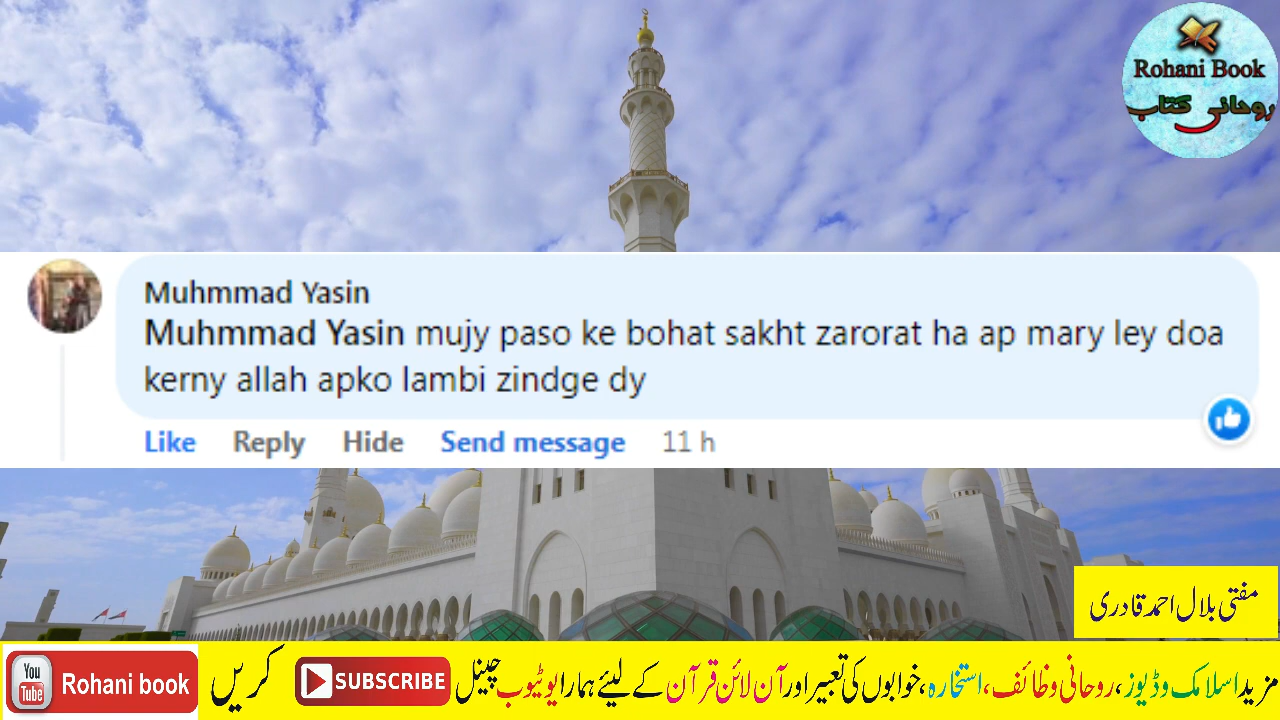 Rohani Book
روحانی کتاب
Muhmmad Yasin
Muhmmad Yasin mujy paso ke bohat sakht zarorat ha ap mary ley doa
kerny allah apko lambi zindge dy
Like Reply Hide Send message 11 h
مفتی بلال احمد قادری
مزید اسلامک وڈیوز، روحانی وظائف، استخارہ، خوابوں کی تعبیر اور آن لائن قرآن کے لیئے ہمارا یوٹیوب چینل SUBSCRIBE کریں
You Tube Rohani book